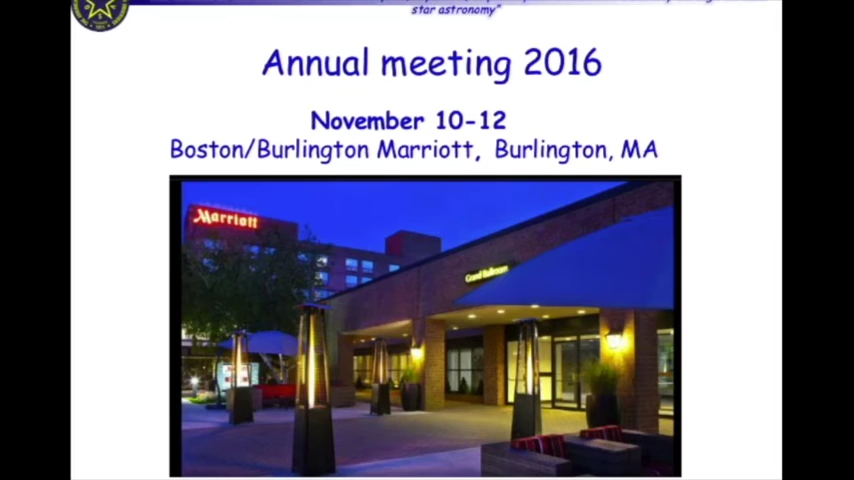 star astronomy"
Annual meeting 2016
November 10-12
Boston/Burlington Marriott, Burlington, MA
Marriott
Grand Ballroom